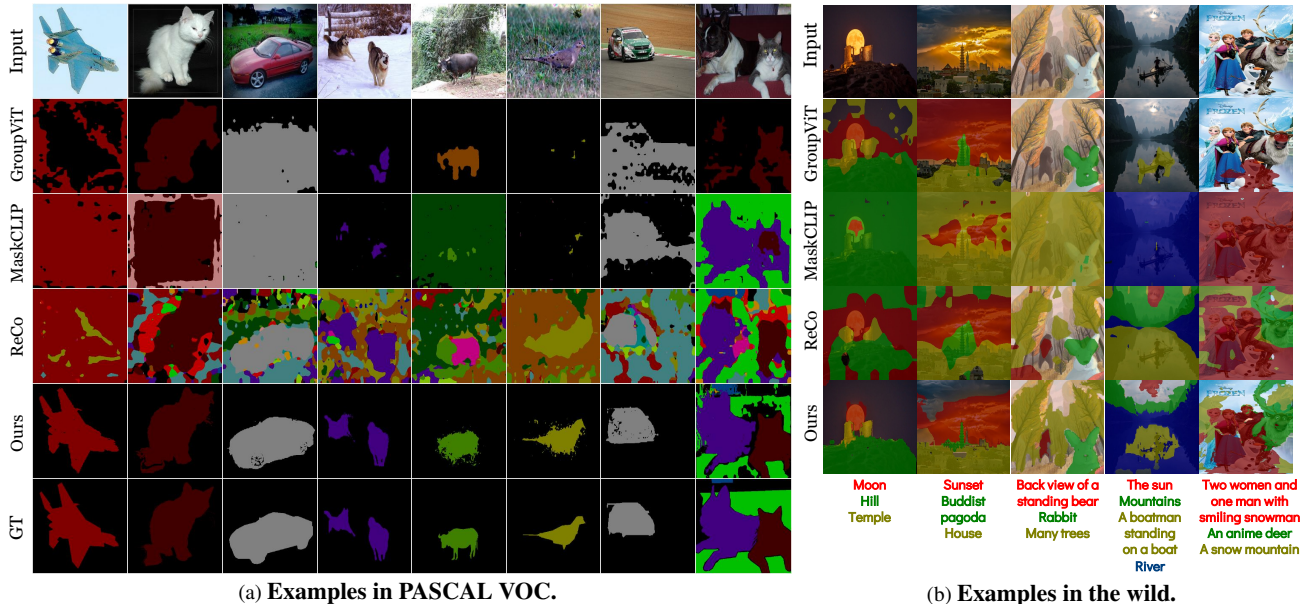 Input
GroupViT
MaskCLIP
ReCo
Ours
GT
(a) Examples in PASCAL VOC.
Input
GroupViT
MaskCLIP
ReCo
Ours
FROZEN
FROZEN
Moon
Hill
Temple
Sunset
Buddist
pagoda
House
Back view of a
standing bear
Rabbit
Many trees
The sun
Mountains
A boatman
standing
on a boat
River
Two women and
one man with
smiling snowman
An anime deer
A snow mountain
(b) Examples in the wild.